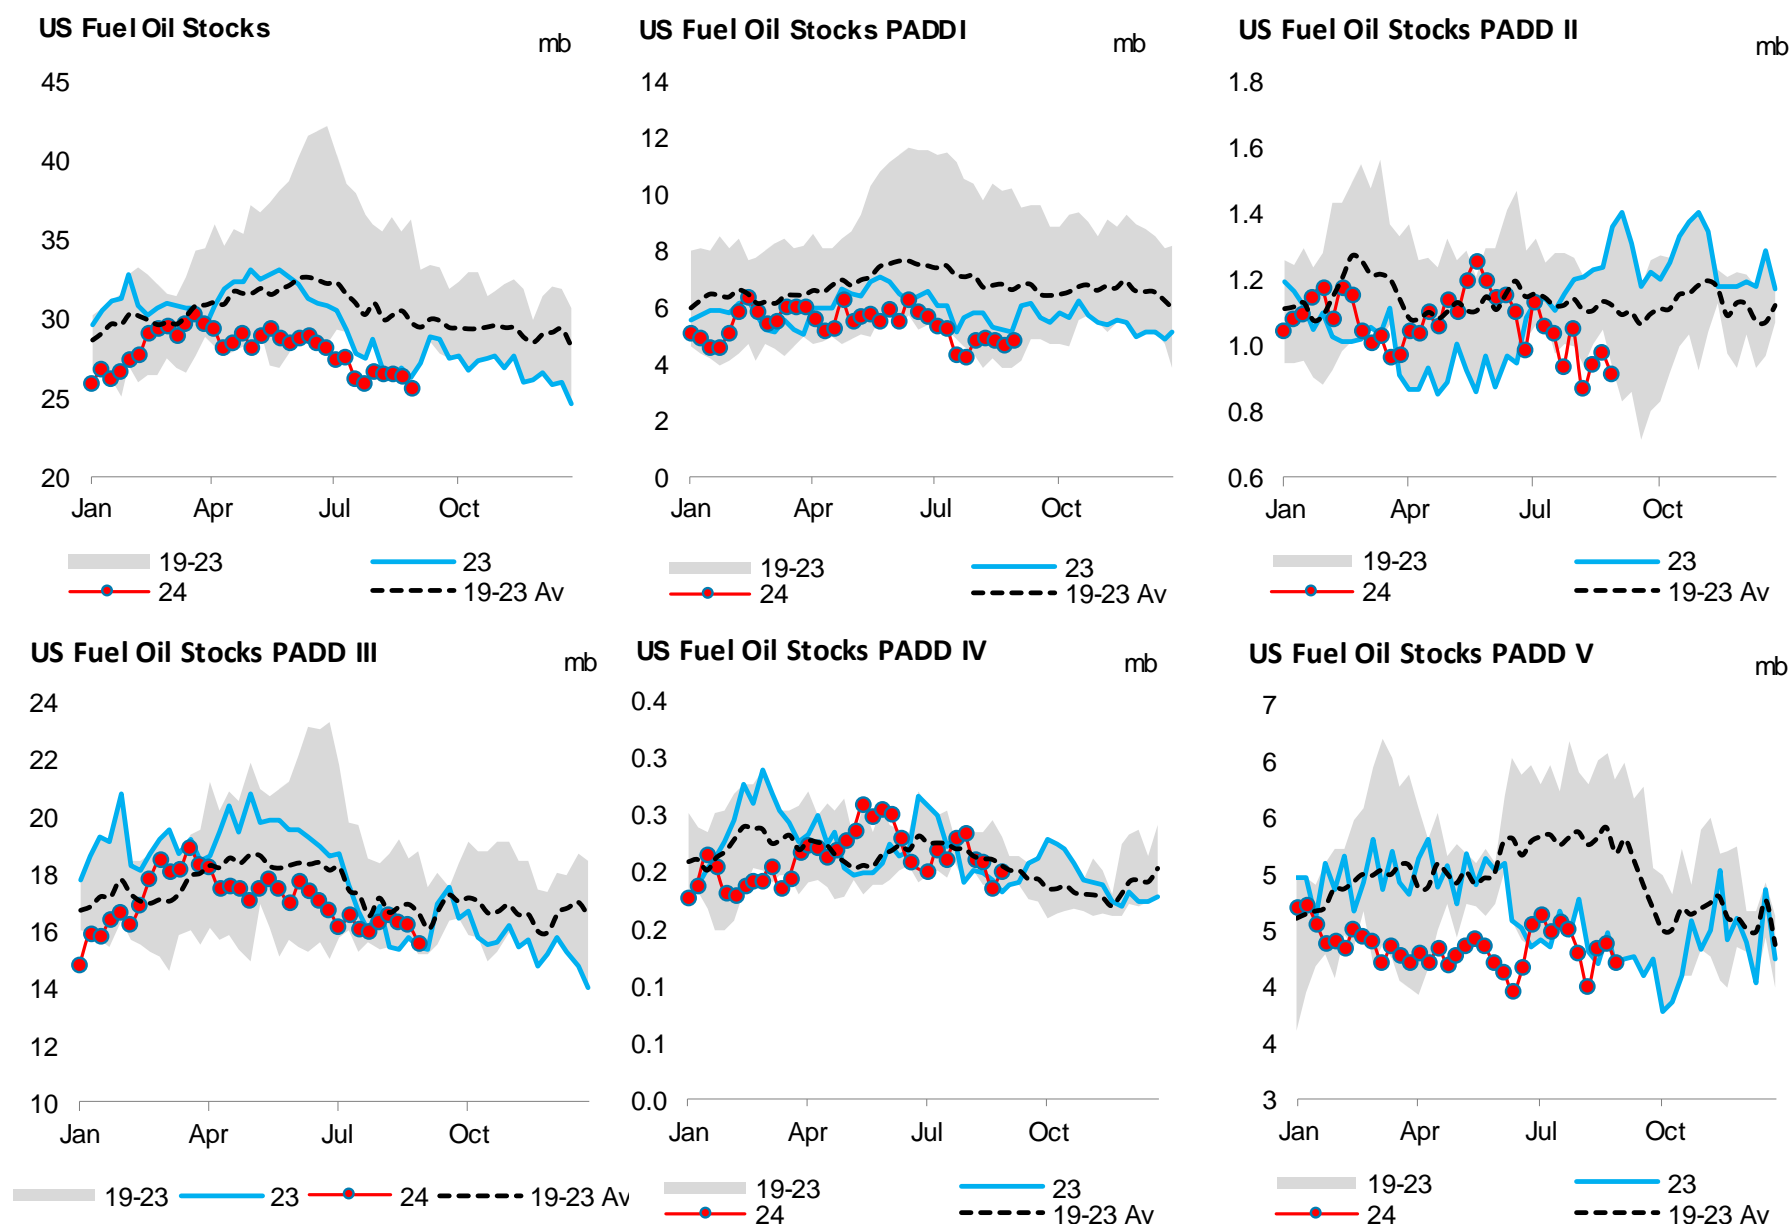 US Fuel Oil Stocks
mb
45
40
35
30
25
20
Jan Apr Jul Oct
19-23 23
24 19-23 Av
US Fuel Oil Stocks PADD I
mb
14
12
10
8
6
4
2
0
Jan Apr Jul Oct
19-23 23
24 19-23 Av
US Fuel Oil Stocks PADD II
mb
1.8
1.6
1.4
1.2
1.0
0.8
0.6
Jan Apr Jul Oct
19-23 23
24 19-23 Av
US Fuel Oil Stocks PADD III
mb
24
22
20
18
16
14
12
10
Jan Apr Jul Oct
19-23 23 24 19-23 Av
US Fuel Oil Stocks PADD IV
mb
0.4
0.3
0.3
0.2
0.2
0.1
0.1
0.0
Jan Apr Jul Oct
19-23 23
24 19-23 Av
US Fuel Oil Stocks PADD V
mb
7
6
6
5
5
4
4
3
Jan Apr Jul Oct
19-23 23
24 19-23 Av